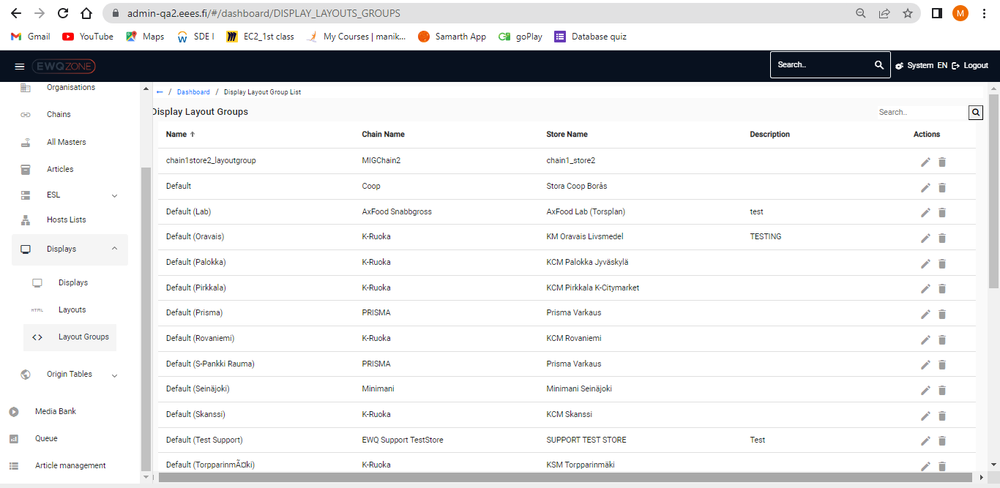 admin-qa2.eees.fi/#/dashboard/DISPLAY_LAYOUTS_GROUPS
M
Gmail YouTube Maps SDE I EC2_1st class My Courses | manik... Samarth App goPlay Database quiz
EWQZONE Search.. System EN Logout
Organisations
Chains
All Masters
Articles
ESL
Hosts Lists
Displays
Displays
HTML Layouts
Layout Groups
Origin Tables
Media Bank
Queue
Article management
← / Dashboard / Display Layout Group List
Display Layout Groups Search..
Name ↑ Chain Name Store Name Description Actions
chain1store2_layoutgroup MIGChain2 chain1_store2
Default Coop Stora Coop Borås
Default (Lab) AxFood Snabbgross AxFood Lab (Torsplan) test
Default (Oravais) K-Ruoka KM Oravais Livsmedel TESTING
Default (Palokka) K-Ruoka KCM Palokka Jyväskylä
Default (Pirkkala) K-Ruoka KCM Pirkkala K-Citymarket
Default (Prisma) PRISMA Prisma Varkaus
Default (Rovaniemi) K-Ruoka KCM Rovaniemi
Default (S-Pankki Rauma) PRISMA Prisma Varkaus
Default (Seinäjoki) Minimani Minimani Seinäjoki
Default (Skanssi) K-Ruoka KCM Skanssi
Default (Test Support) EWQ Support TestStore SUPPORT TEST STORE Test
Default (TorpparinmÃ¤ki) K-Ruoka KSM Torpparinmäki